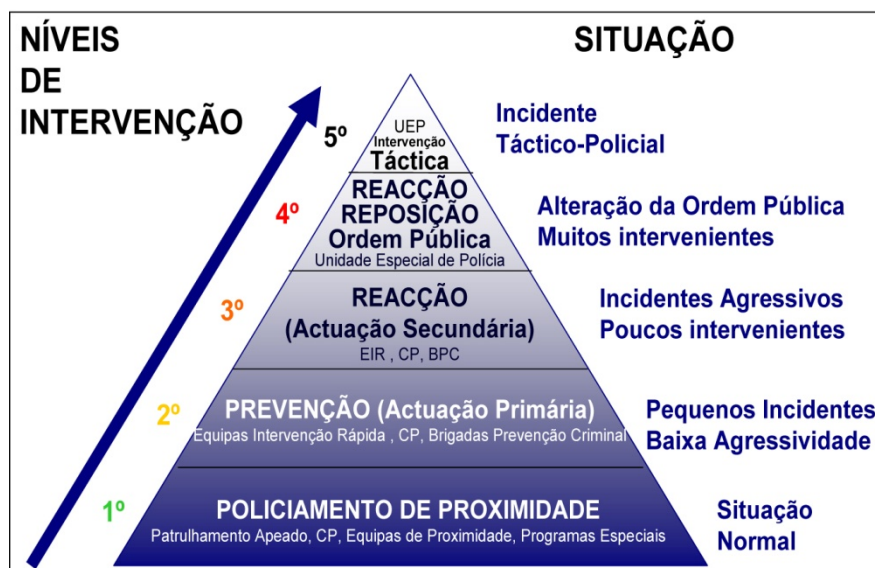 NÍVEIS
DE
INTERVENÇÃO
SITUAÇÃO
5º
UEP
Intervenção
Táctica
Incidente
Táctico-Policial
4º
REACÇÃO
REPOSIÇÃO
Ordem Pública
Unidade Especial de Polícia
Alteração da Ordem Pública
Muitos intervenientes
3º
REACÇÃO
(Actuação Secundária)
EIR , CP, BPC
Incidentes Agressivos
Poucos intervenientes
2º
PREVENÇÃO (Actuação Primária)
Equipas Intervenção Rápida , CP, Brigadas Prevenção Criminal
Pequenos Incidentes
Baixa Agressividade
1º
POLICIAMENTO DE PROXIMIDADE
Patrulhamento Apeado, CP, Equipas de Proximidade, Programas Especiais
Situação
Normal